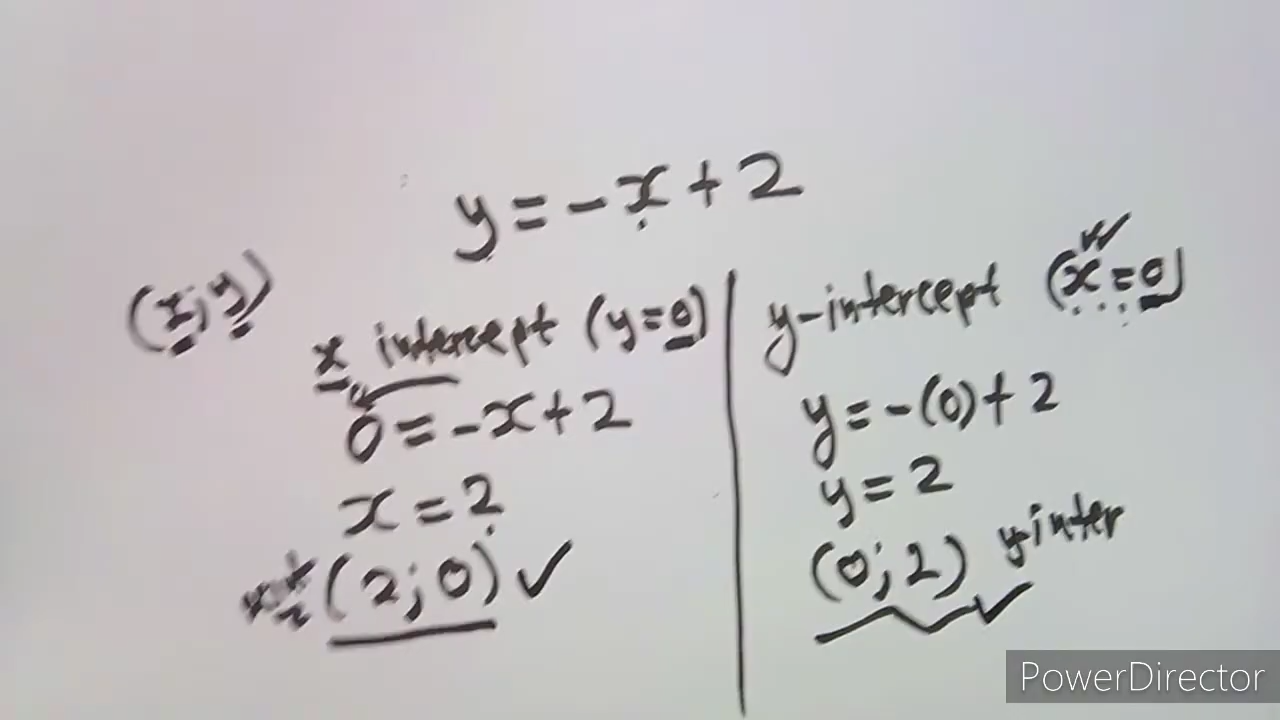 y = -x + 2
(x; y)
x intercept (y=0)
0 = -x + 2
x = 2
(2; 0) ✓
y-intercept (x=0)
y = -(0) + 2
y = 2
(0; 2) y-inter
PowerDirector